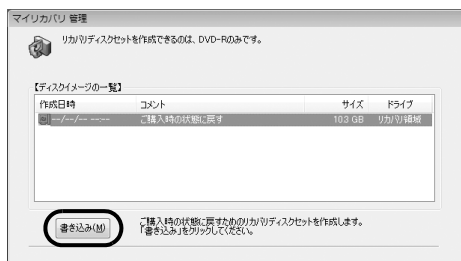 マイリカバリ 管理
リカバリディスクセットを作成できるのは、DVD-Rのみです。
【ディスクイメージの一覧】
作成日時 コメント サイズ ドライブ
--/--/-- --:-- ご購入時の状態に戻す 10.3 GB リカバリ領域
書き込み(M)
ご購入時の状態に戻すためのリカバリディスクセットを作成します。
「書き込み」をクリックしてください。